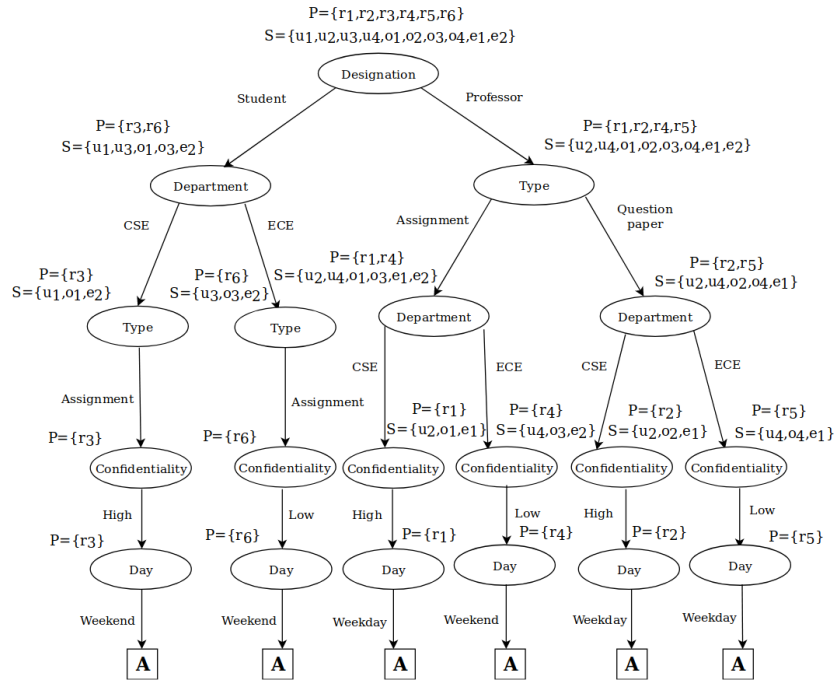 P={r1,r2,r3,r4,r5,r6}
S={u1,u2,u3,u4,o1,o2,o3,o4,e1,e2}
Designation
Student
Professor
P={r3,r6}
S={u1,u3,o1,o3,e2}
P={r1,r2,r4,r5}
S={u2,u4,o1,o2,o3,o4,e1,e2}
Department
Type
CSE
ECE
Assignment
Question
paper
P={r3}
S={u1,o1,e2}
P={r6}
S={u3,o3,e2}
P={r1,r4}
S={u2,u4,o1,o3,e1,e2}
P={r2,r5}
S={u2,u4,o2,o4,e1}
Type
Type
Department
Department
CSE
ECE
CSE
ECE
Assignment
Assignment
P={r3}
P={r6}
P={r1}
S={u2,o1,e1}
P={r4}
S={u4,o3,e2}
P={r2}
S={u2,o2,e1}
P={r5}
S={u4,o4,e1}
Confidentiality
Confidentiality
Confidentiality
Confidentiality
Confidentiality
Confidentiality
High
Low
High
Low
High
Low
P={r3}
P={r6}
P={r1}
P={r4}
P={r2}
P={r5}
Day
Day
Day
Day
Day
Day
Weekend
Weekend
Weekday
Weekend
Weekday
Weekday
A
A
A
A
A
A